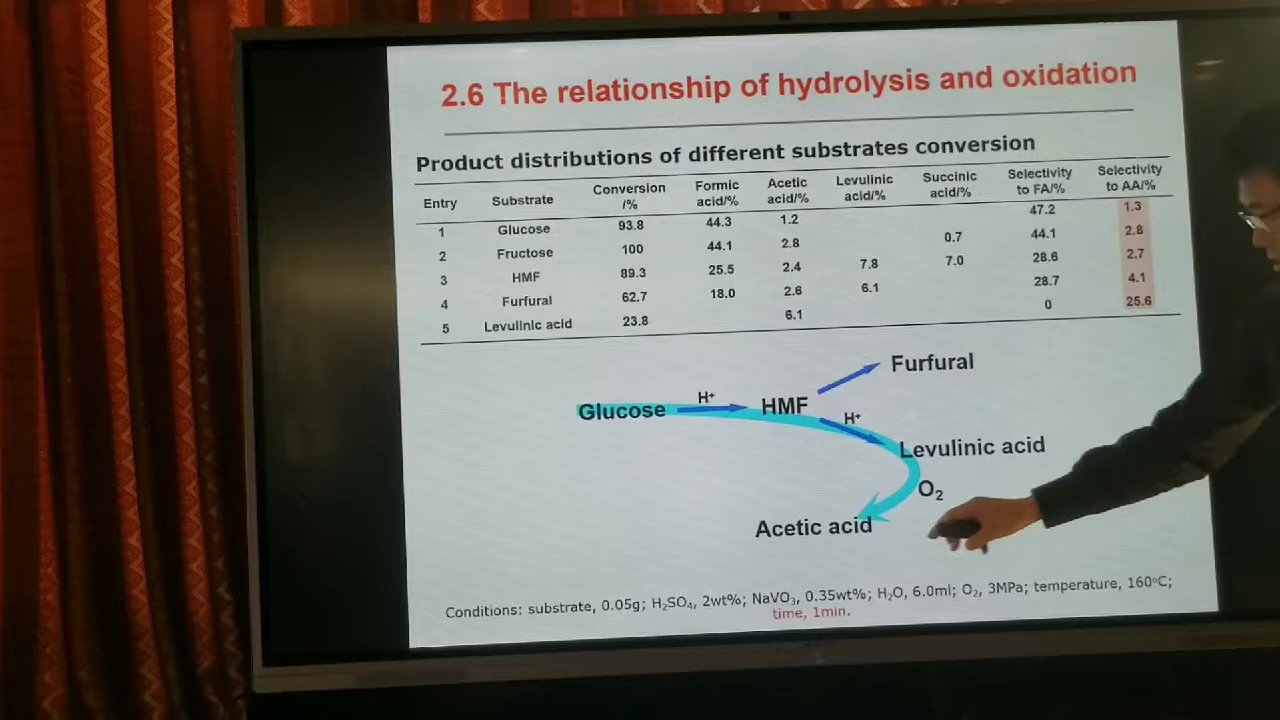 2.6 The relationship of hydrolysis and oxidation
Product distributions of different substrates conversion
Entry Substrate Conversion /% Formic acid/% Acetic acid/% Levulinic acid/% Succinic acid/% Selectivity to FA/% Selectivity to AA/%
1 Glucose 93.8 44.3 1.2 47.2 1.3
2 Fructose 100 44.1 2.8 0.7 44.1 2.8
3 HMF 89.3 25.5 2.4 7.8 7.0 28.6 2.7
4 Furfural 62.7 18.0 2.6 6.1 28.7 4.1
5 Levulinic acid 23.8 6.1 0 25.6
Furfural
Glucose H⁺ HMF
H⁺
Levulinic acid
O₂
Acetic acid
Conditions: substrate, 0.05g; H₂SO₄, 2wt%; NaVO₃, 0.35wt%; H₂O, 6.0ml; O₂, 3MPa; temperature, 160°C;
time, 1min.